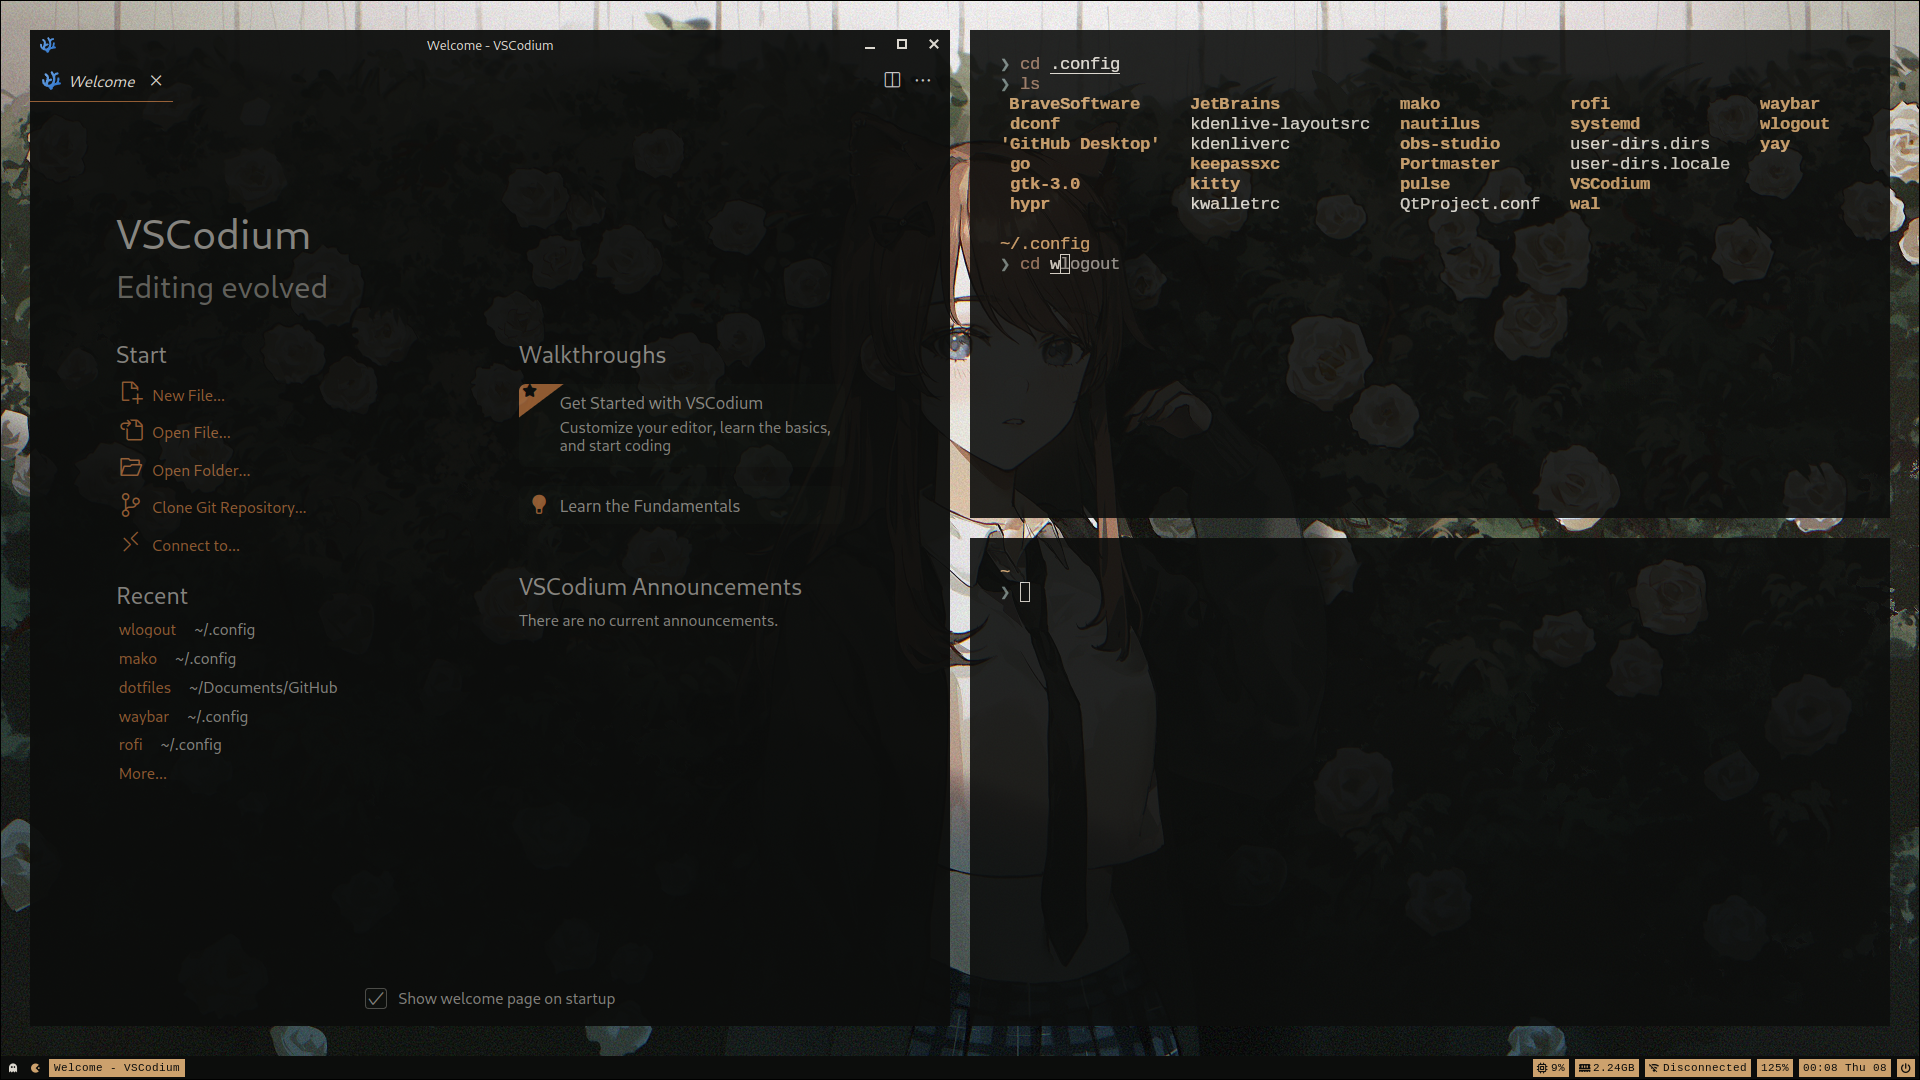 Welcome - VSCodium
Welcome
VSCodium
Editing evolved
Start
New File...
Open File...
Open Folder...
Clone Git Repository...
Connect to...
Recent
wlogout ~/.config
mako ~/.config
dotfiles ~/Documents/GitHub
waybar ~/.config
rofi ~/.config
More...
Walkthroughs
Get Started with VSCodium
Customize your editor, learn the basics,
and start coding
Learn the Fundamentals
VSCodium Announcements
There are no current announcements.
Show welcome page on startup
❯ cd .config
❯ ls
BraveSoftware JetBrains mako rofi waybar
dconf kdenlive-layoutsrc nautilus systemd wlogout
'GitHub Desktop' kdenliverc obs-studio user-dirs.dirs yay
go keepassxc Portmaster user-dirs.locale
gtk-3.0 kitty pulse VSCodium
hypr kwalletrc QtProject.conf wal
~/.config
❯ cd wlogout
~
❯
Welcome - VSCodium 9% 2.24GB Disconnected 125% 00:08 Thu 08